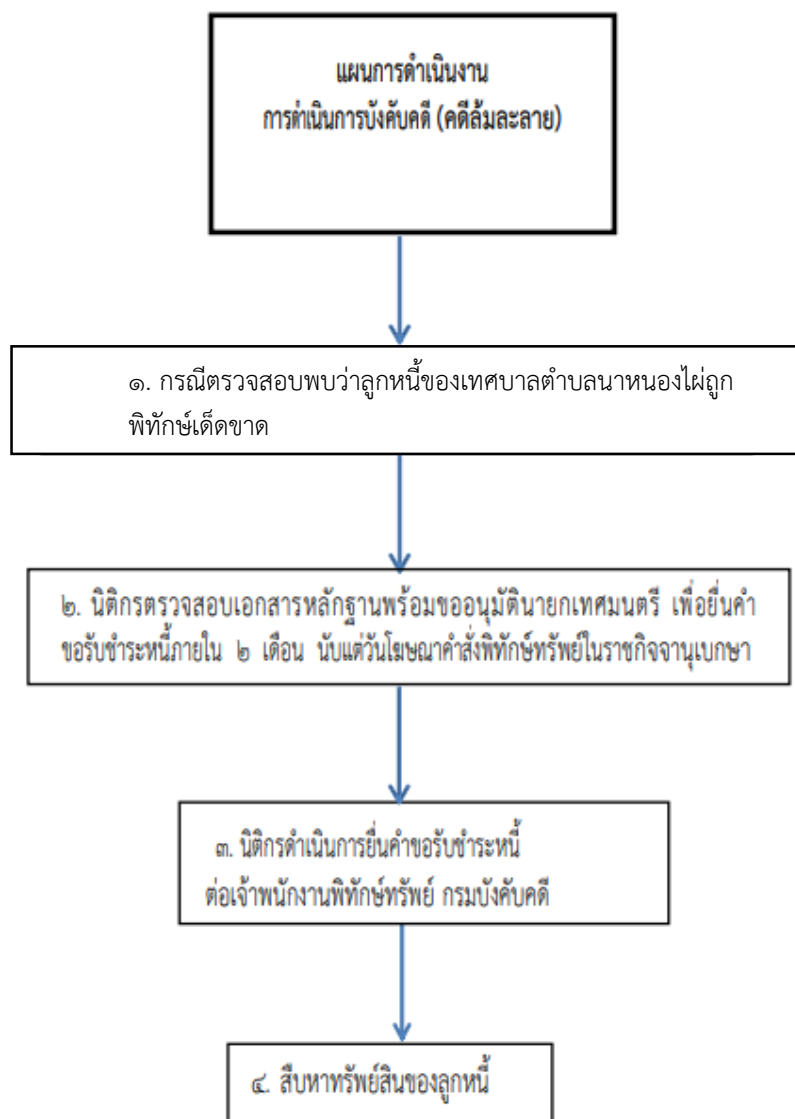 แผนการดำเนินงาน
การดำเนินการบังคับคดี (คดีล้มละลาย)
๑. กรณีตรวจสอบพบว่าลูกหนี้ของเทศบาลตำบลนาหนองไผ่ถูก
พิทักษ์เด็ดขาด
๒. นิติกรตรวจสอบเอกสารหลักฐานพร้อมขออนุมัตินายกเทศมนตรี เพื่อยื่นคำ
ขอรับชำระหนี้ภายใน ๒ เดือน นับแต่วันโฆษณาคำสั่งพิทักษ์ทรัพย์ในราชกิจจานุเบกษา
๓. นิติกรดำเนินการยื่นคำขอรับชำระหนี้
ต่อเจ้าพนักงานพิทักษ์ทรัพย์ กรมบังคับคดี
๔. สืบหาทรัพย์สินของลูกหนี้